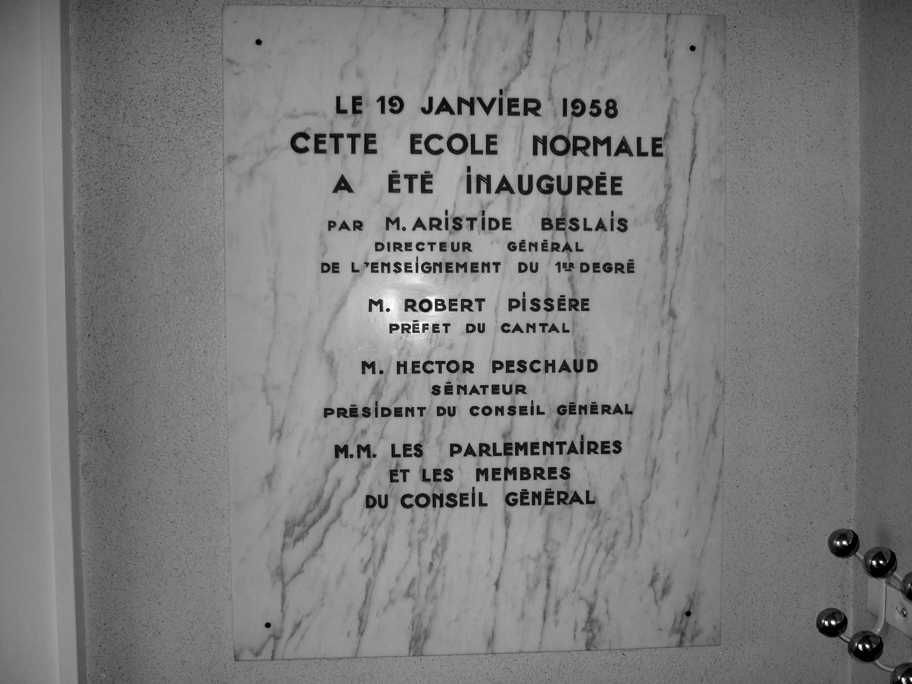 LE 19 JANVIER 1958
CETTE ECOLE NORMALE
A ÉTÉ INAUGURÉE
PAR M. ARISTIDE BESLAIS
DIRECTEUR GÉNÉRAL
DE L'ENSEIGNEMENT DU 1ER DEGRÉ
M. ROBERT PISSÈRE
PRÉFET DU CANTAL
M. HECTOR PESCHAUD
SÉNATEUR
PRÉSIDENT DU CONSEIL GÉNÉRAL
M.M. LES PARLEMENTAIRES
ET LES MEMBRES
DU CONSEIL GÉNÉRAL